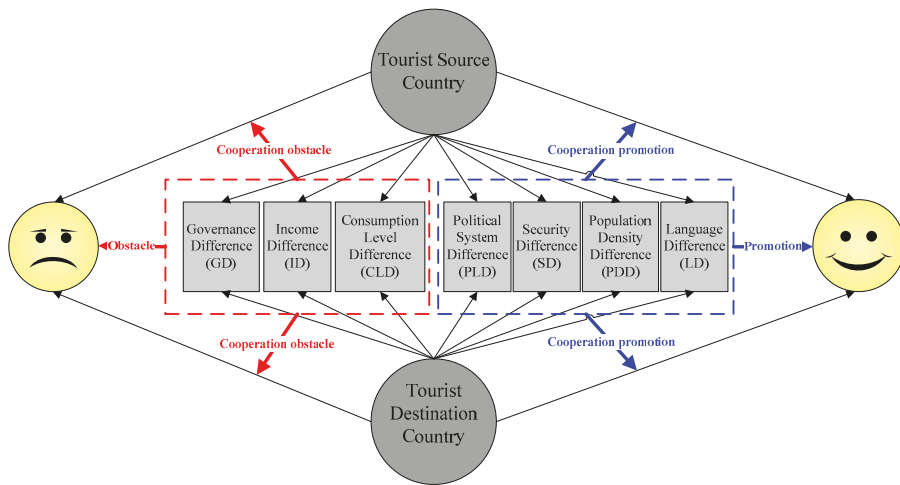 Tourist Source
Country
Cooperation obstacle
Cooperation promotion
Governance
Difference
(GD)
Income
Difference
(ID)
Consumption
Level
Difference
(CLD)
Political
System
Difference
(PLD)
Security
Difference
(SD)
Population
Density
Difference
(PDD)
Language
Difference
(LD)
Obstacle
Promotion
Cooperation obstacle
Cooperation promotion
Tourist
Destination
Country